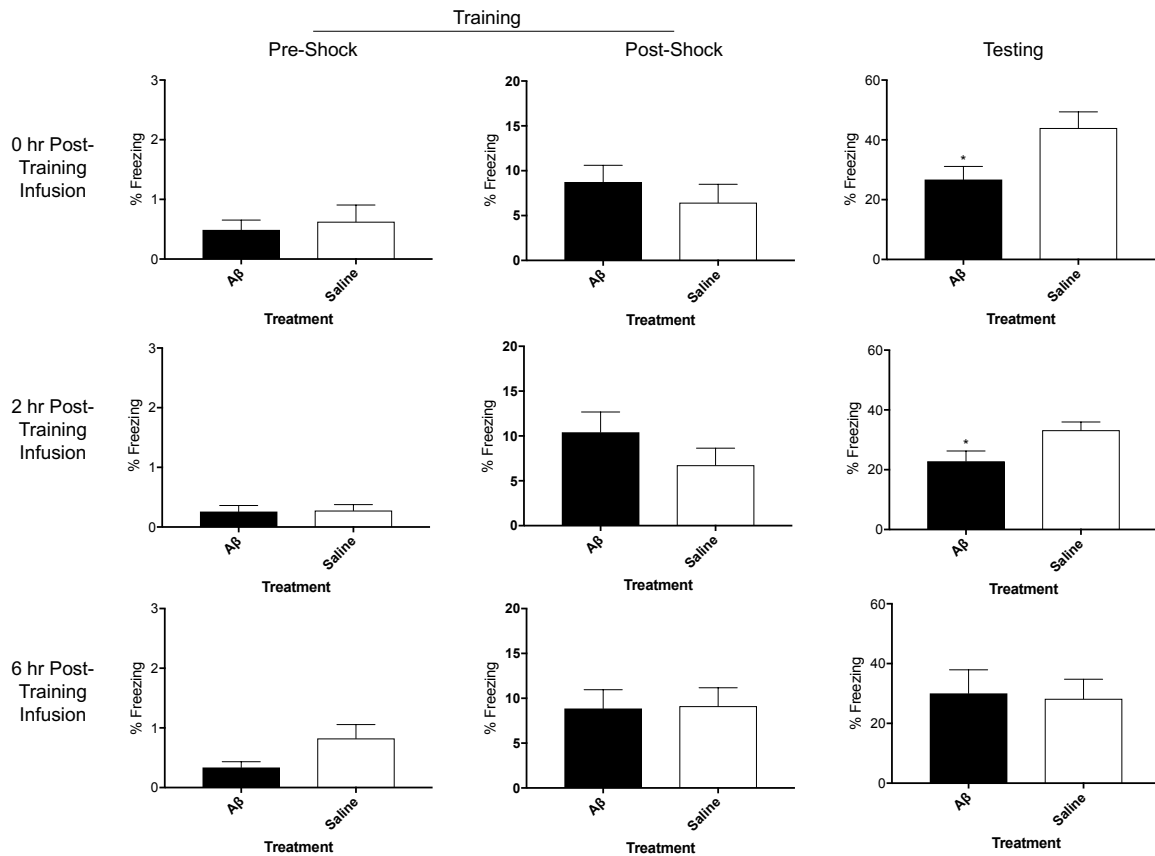 Training
Pre-Shock
Post-Shock
Testing
0 hr Post-
Training
Infusion
% Freezing
3
2
1
0
Aβ
Saline
Treatment
% Freezing
20
15
10
5
0
Aβ
Saline
Treatment
% Freezing
60
40
20
0
*
Aβ
Saline
Treatment
2 hr Post-
Training
Infusion
% Freezing
3
2
1
0
Aβ
Saline
Treatment
% Freezing
20
15
10
5
0
Aβ
Saline
Treatment
% Freezing
60
40
20
0
*
Aβ
Saline
Treatment
6 hr Post-
Training
Infusion
% Freezing
3
2
1
0
Aβ
Saline
Treatment
% Freezing
20
15
10
5
0
Aβ
Saline
Treatment
% Freezing
60
40
20
0
Aβ
Saline
Treatment